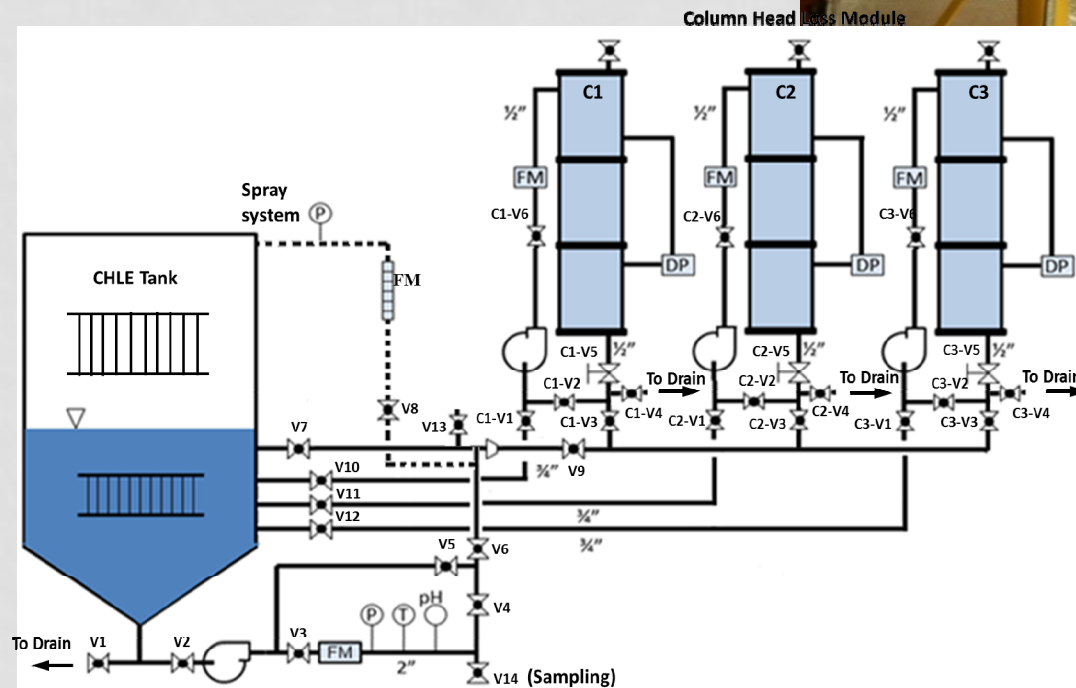 Column Head Loss Module
C1
C2
C3
½”
½”
½”
FM
FM
FM
Spray
system
P
C1-V6
C2-V6
C3-V6
CHLE Tank
FM
DP
DP
DP
C1-V5
½”
C2-V5
½”
C3-V5
½”
To Drain
To Drain
To Drain
C1-V2
C2-V2
C3-V2
V8
V13
C1-V1
C1-V3
C1-V4
C2-V1
C2-V3
C2-V4
C3-V1
C3-V3
C3-V4
V7
V9
V10
¾”
V11
¾”
V12
¾”
V5
V6
V4
pH
P
T
To Drain
V1
V2
V3
FM
2”
V14 (Sampling)